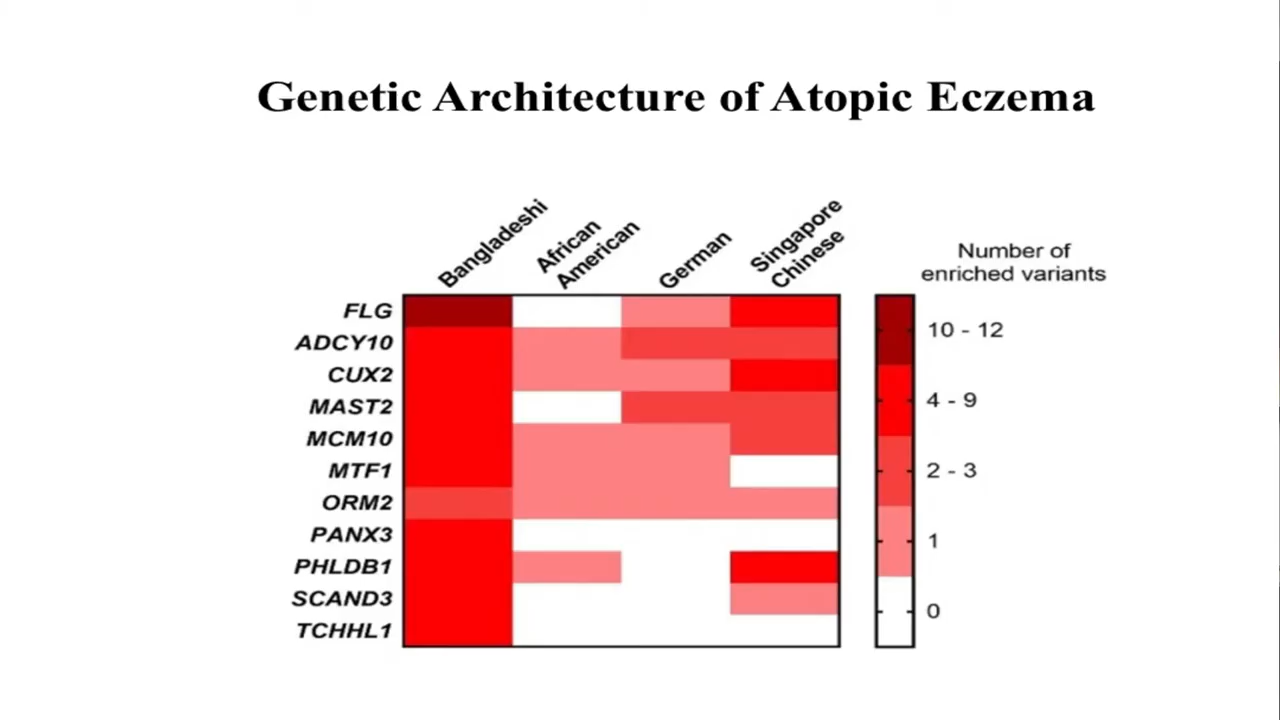 Genetic Architecture of Atopic Eczema
Bangladeshi
African
American
German
Singapore
Chinese
Number of
enriched variants
FLG
ADCY10
CUX2
MAST2
MCM10
MTF1
ORM2
PANX3
PHLDB1
SCAND3
TCHHL1
10 - 12
4 - 9
2 - 3
1
0